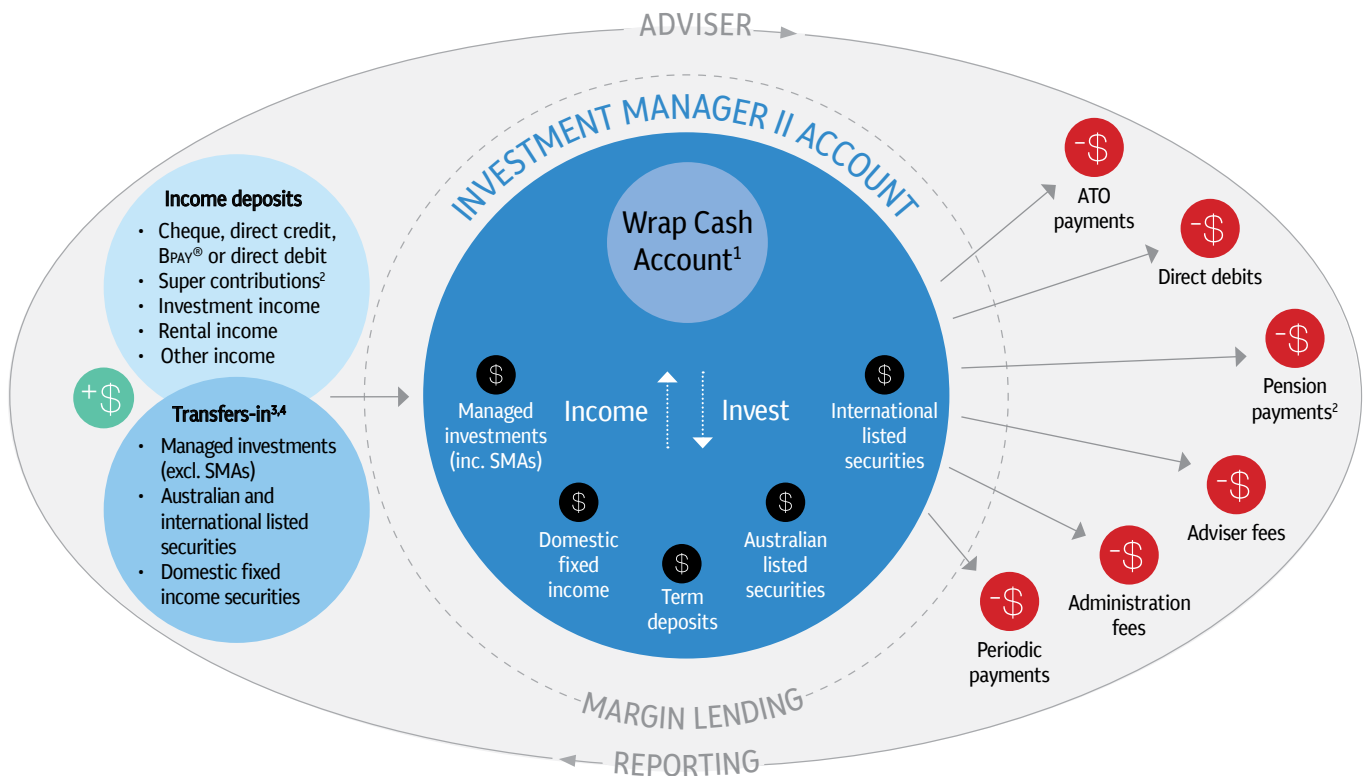 ADVISER
INVESTMENT MANAGER II ACCOUNT
Income deposits
• Cheque, direct credit,
BPAY® or direct debit
• Super contributions²
• Investment income
• Rental income
• Other income
+$
Transfers-in³,⁴
• Managed investments
(excl. SMAs)
• Australian and
international listed
securities
• Domestic fixed
income securities
Wrap Cash
Account¹
Income
Invest
$
Managed
investments
(inc. SMAs)
$
Domestic
fixed
income
$
Term
deposits
$
Australian
listed
securities
$
International
listed
securities
-$
ATO
payments
-$
Direct debits
-$
Pension
payments²
-$
Adviser fees
-$
Administration
fees
-$
Periodic
payments
MARGIN LENDING
REPORTING